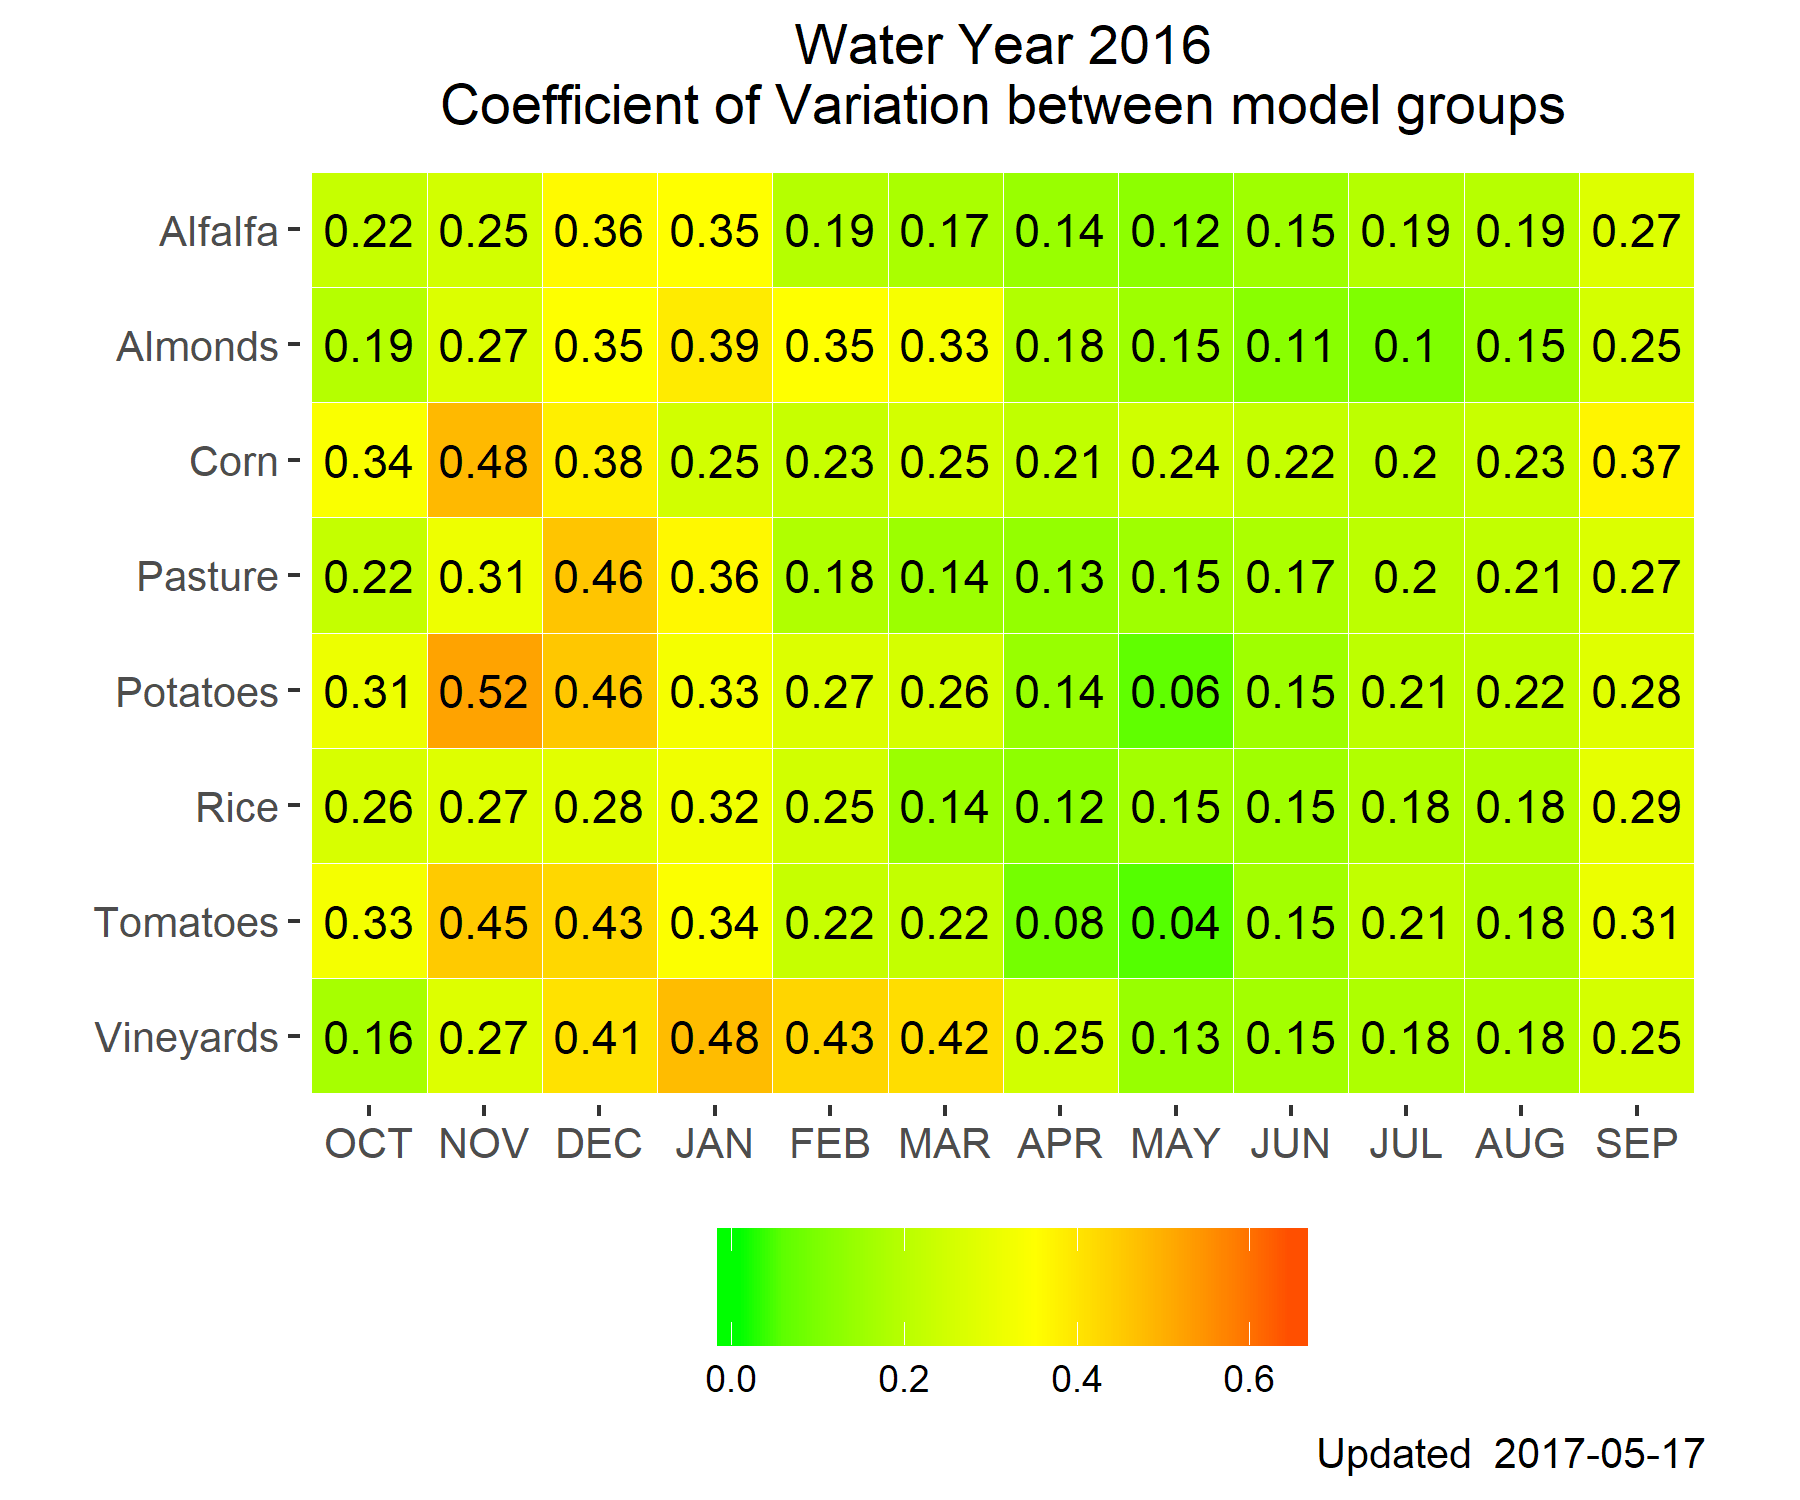 Water Year 2016
Coefficient of Variation between model groups
Alfalfa 0.22 0.25 0.36 0.35 0.19 0.17 0.14 0.12 0.15 0.19 0.19 0.27
Almonds 0.19 0.27 0.35 0.39 0.35 0.33 0.18 0.15 0.11 0.1 0.15 0.25
Corn 0.34 0.48 0.38 0.25 0.23 0.25 0.21 0.24 0.22 0.2 0.23 0.37
Pasture 0.22 0.31 0.46 0.36 0.18 0.14 0.13 0.15 0.17 0.2 0.21 0.27
Potatoes 0.31 0.52 0.46 0.33 0.27 0.26 0.14 0.06 0.15 0.21 0.22 0.28
Rice 0.26 0.27 0.28 0.32 0.25 0.14 0.12 0.15 0.15 0.18 0.18 0.29
Tomatoes 0.33 0.45 0.43 0.34 0.22 0.22 0.08 0.04 0.15 0.21 0.18 0.31
Vineyards 0.16 0.27 0.41 0.48 0.43 0.42 0.25 0.13 0.15 0.18 0.18 0.25
OCT NOV DEC JAN FEB MAR APR MAY JUN JUL AUG SEP
0.0 0.2 0.4 0.6
Updated 2017-05-17